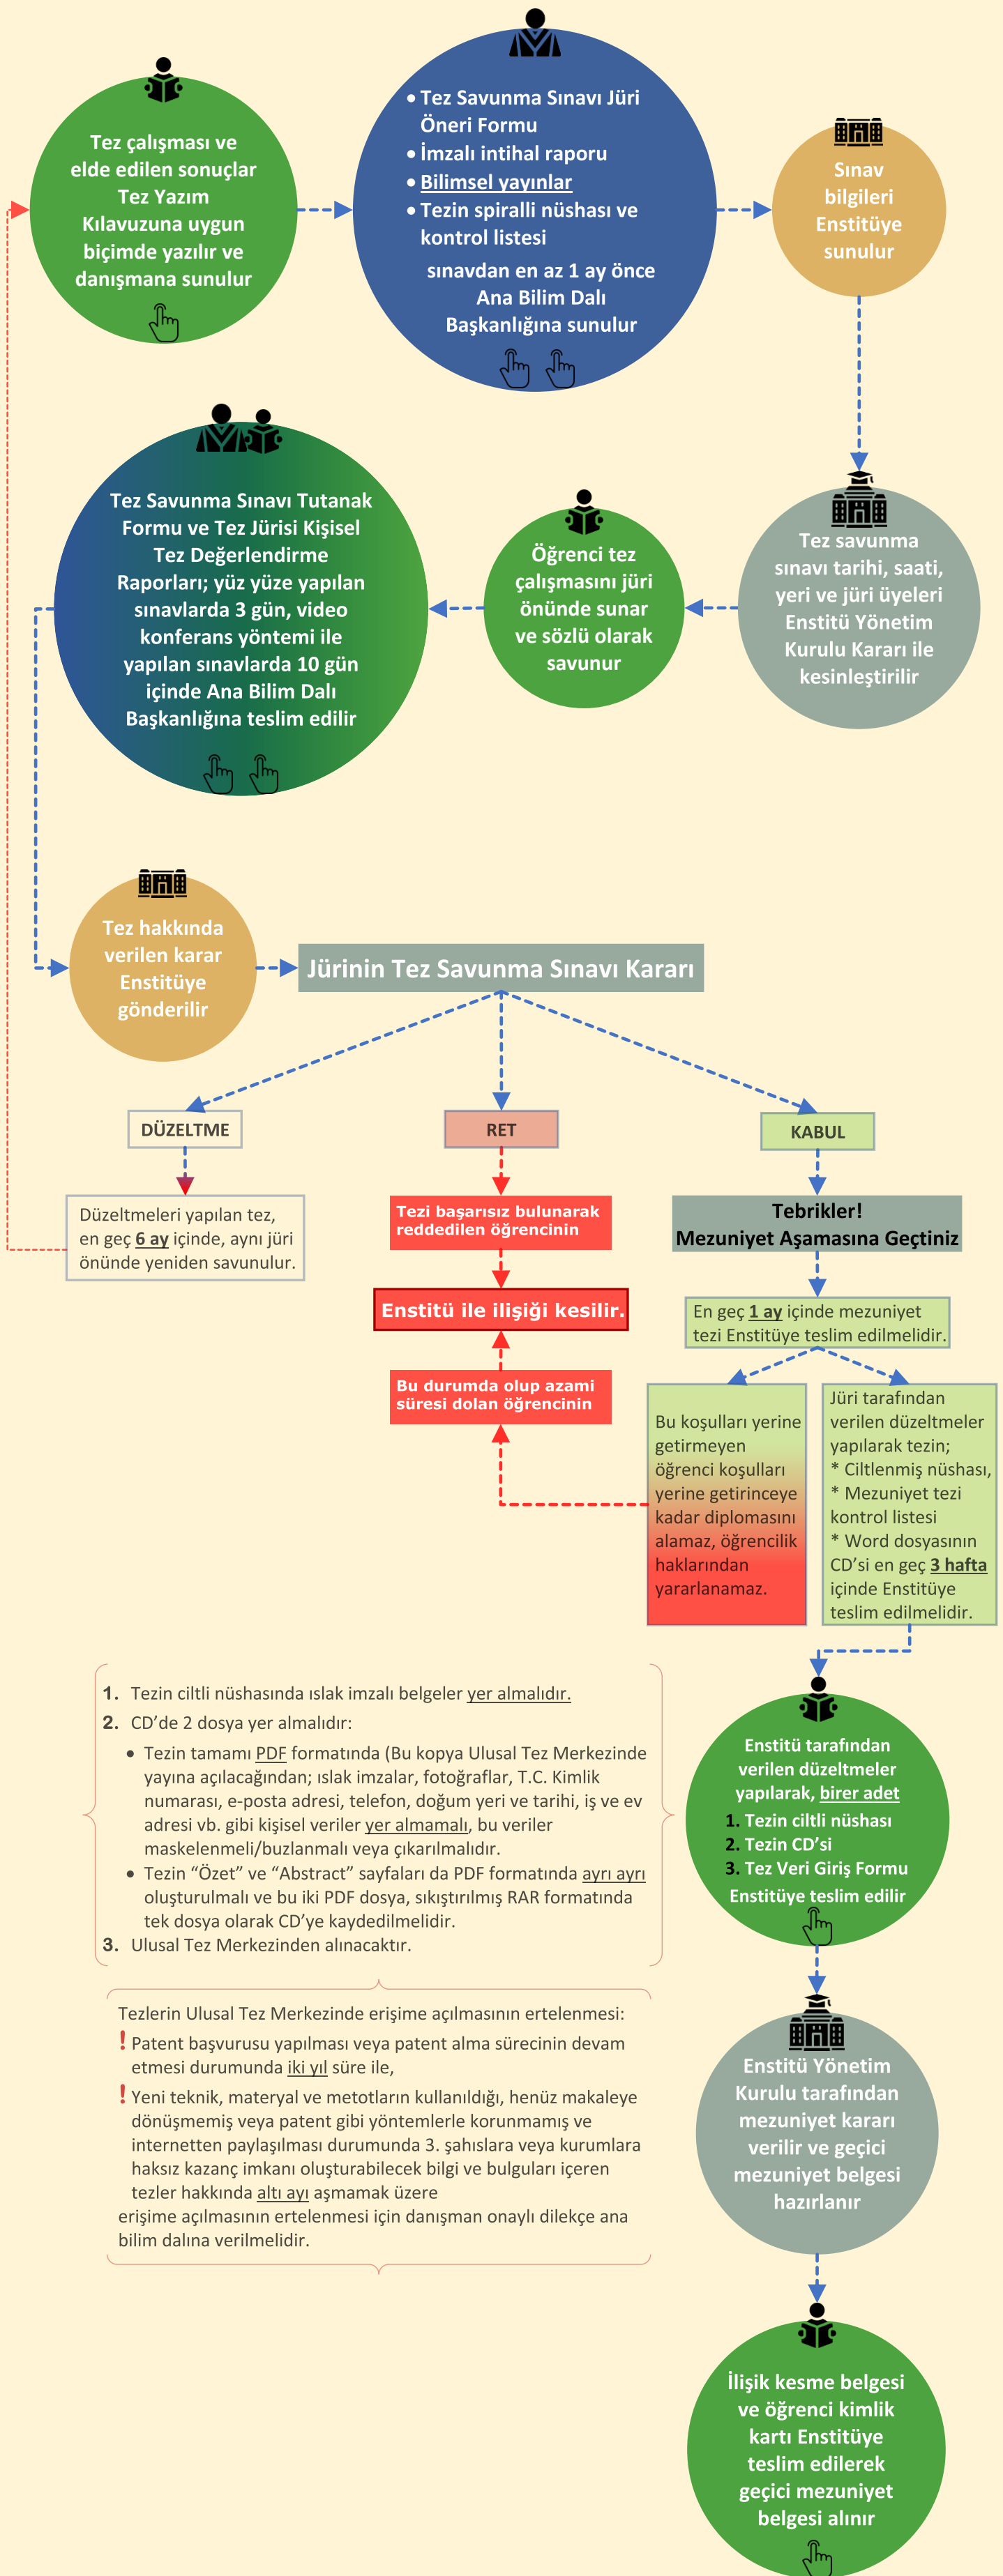 Tez çalışması ve
elde edilen sonuçlar
Tez Yazım
Kılavuzuna uygun
biçimde yazılır ve
danışmana sunulur
• Tez Savunma Sınavı Jüri
Öneri Formu
• İmzalı intihal raporu
• Bilimsel yayınlar
• Tezin spiralli nüshası ve
kontrol listesi
sınavdan en az 1 ay önce
Ana Bilim Dalı
Başkanlığına sunulur
Sınav
bilgileri
Enstitüye
sunulur
Tez savunma
sınavı tarihi, saati,
yeri ve jüri üyeleri
Enstitü Yönetim
Kurulu Kararı ile
kesinleştirilir
Öğrenci tez
çalışmasını jüri
önünde sunar
ve sözlü olarak
savunur
Tez Savunma Sınavı Tutanak
Formu ve Tez Jürisi Kişisel
Tez Değerlendirme
Raporları; yüz yüze yapılan
sınavlarda 3 gün, video
konferans yöntemi ile
yapılan sınavlarda 10 gün
içinde Ana Bilim Dalı
Başkanlığına teslim edilir
Tez hakkında
verilen karar
Enstitüye
gönderilir
Jürinin Tez Savunma Sınavı Kararı
DÜZELTME
Düzeltmeleri yapılan tez,
en geç 6 ay içinde, aynı jüri
önünde yeniden savunulur.
RET
Tezi başarısız bulunarak
reddedilen öğrencinin
Enstitü ile ilişiği kesilir.
Bu durumda olup azami
süresi dolan öğrencinin
KABUL
Tebrikler!
Mezuniyet Aşamasına Geçtiniz
En geç 1 ay içinde mezuniyet
tezi Enstitüye teslim edilmelidir.
Bu koşulları yerine
getirmeyen
öğrenci koşulları
yerine getirinceye
kadar diplomasını
alamaz, öğrencilik
haklarından
yararlanamaz.
Jüri tarafından
verilen düzeltmeler
yapılarak tezin;
* Ciltlenmiş nüshası,
* Mezuniyet tezi
kontrol listesi
* Word dosyasının
CD'si en geç 3 hafta
içinde Enstitüye
teslim edilmelidir.
Enstitü tarafından
verilen düzeltmeler
yapılarak, birer adet
1. Tezin ciltli nüshası
2. Tezin CD'si
3. Tez Veri Giriş Formu
Enstitüye teslim edilir
1. Tezin ciltli nüshasında ıslak imzalı belgeler yer almalıdır.
2. CD'de 2 dosya yer almalıdır:
• Tezin tamamı PDF formatında (Bu kopya Ulusal Tez Merkezinde
yayına açılacağından; ıslak imzalar, fotoğraflar, T.C. Kimlik
numarası, e-posta adresi, telefon, doğum yeri ve tarihi, iş ve ev
adresi vb. gibi kişisel veriler yer almamalı, bu veriler
maskelenmeli/buzlanmalı veya çıkarılmalıdır.
• Tezin “Özet” ve “Abstract” sayfaları da PDF formatında ayrı ayrı
oluşturulmalı ve bu iki PDF dosya, sıkıştırılmış RAR formatında
tek dosya olarak CD'ye kaydedilmelidir.
3. Ulusal Tez Merkezinden alınacaktır.
Tezlerin Ulusal Tez Merkezinde erişime açılmasının ertelenmesi:
! Patent başvurusu yapılması veya patent alma sürecinin devam
etmesi durumunda iki yıl süre ile,
! Yeni teknik, materyal ve metotların kullanıldığı, henüz makaleye
dönüşmemiş veya patent gibi yöntemlerle korunmamış ve
internetten paylaşılması durumunda 3. şahıslara veya kurumlara
haksız kazanç imkanı oluşturabilecek bilgi ve bulguları içeren
tezler hakkında altı ayı aşmamak üzere
erişime açılmasının ertelenmesi için danışman onaylı dilekçe ana
bilim dalına verilmelidir.
Enstitü Yönetim
Kurulu tarafından
mezuniyet kararı
verilir ve geçici
mezuniyet belgesi
hazırlanır
İlişik kesme belgesi
ve öğrenci kimlik
kartı Enstitüye
teslim edilerek
geçici mezuniyet
belgesi alınır